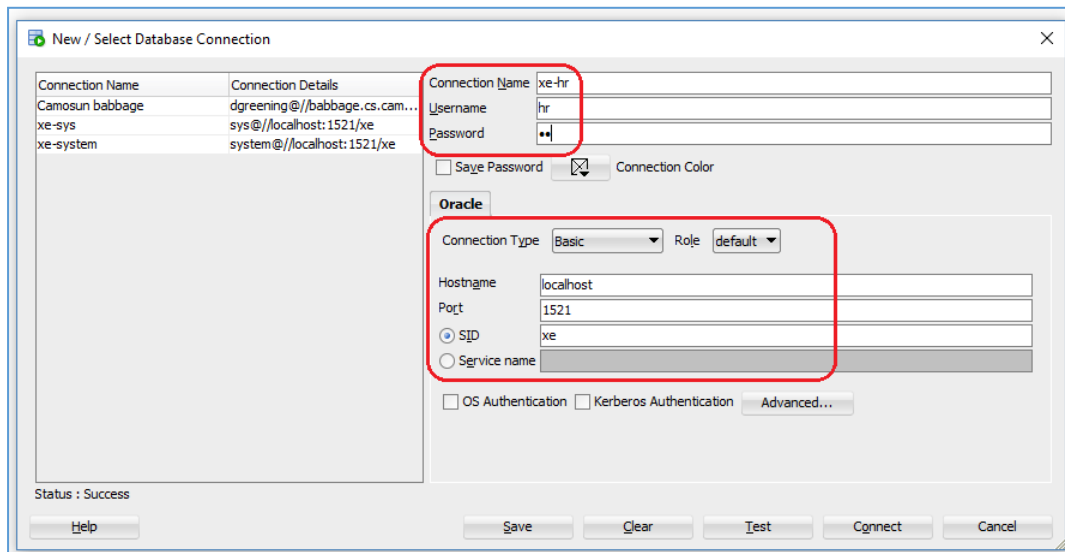 New / Select Database Connection
Connection Name Connection Details
Camosun babbage dgreening@//babbage.cs.cam...
xe-sys sys@//localhost:1521/xe
xe-system system@//localhost:1521/xe
Connection Name xe-hr
Username hr
Password ••
Save Password Connection Color
Oracle
Connection Type Basic Role default
Hostname localhost
Port 1521
SID xe
Service name
OS Authentication Kerberos Authentication Advanced...
Status : Success
Help Save Clear Test Connect Cancel